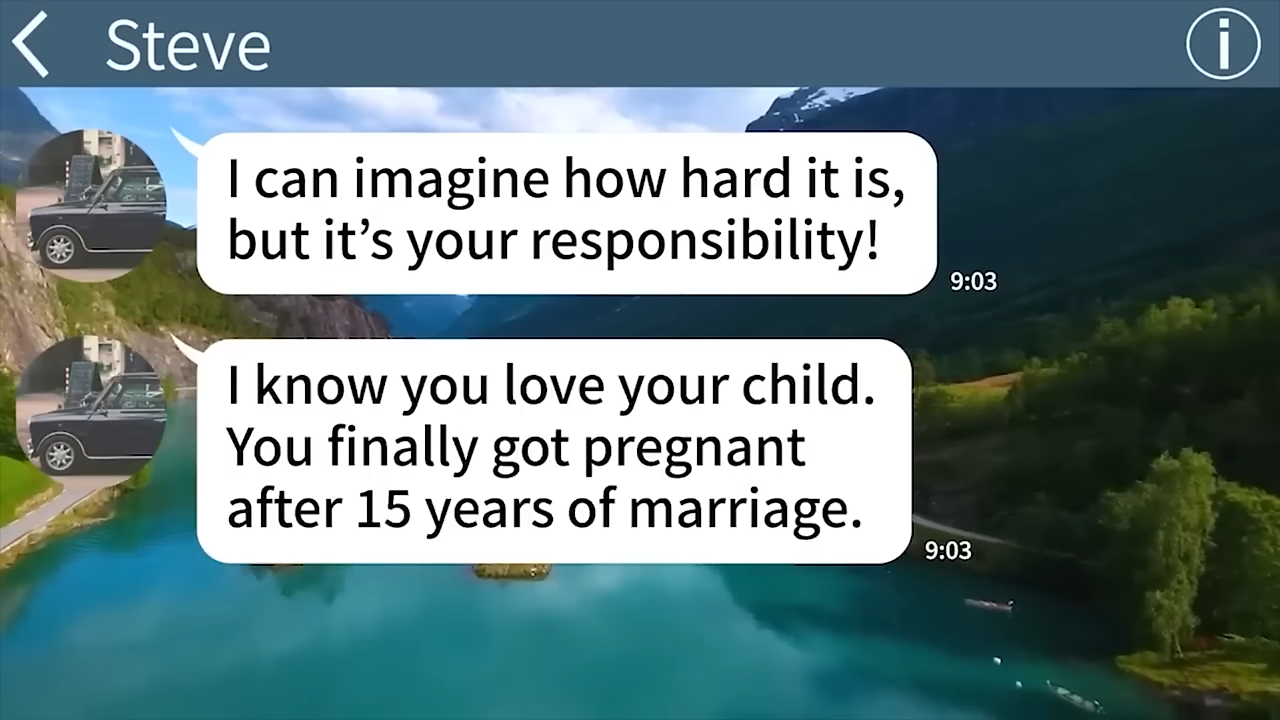 Steve
i
I can imagine how hard it is,
but it’s your responsibility!
9:03
I know you love your child.
You finally got pregnant
after 15 years of marriage.
9:03